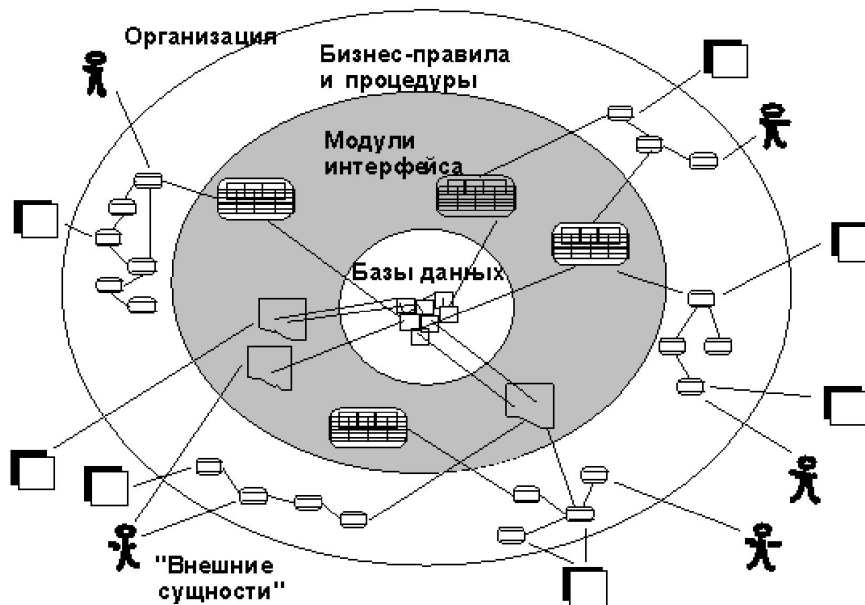 Организация
Бизнес-правила
и процедуры
Модули
интерфейса
Базы данных
"Внешние
сущности"